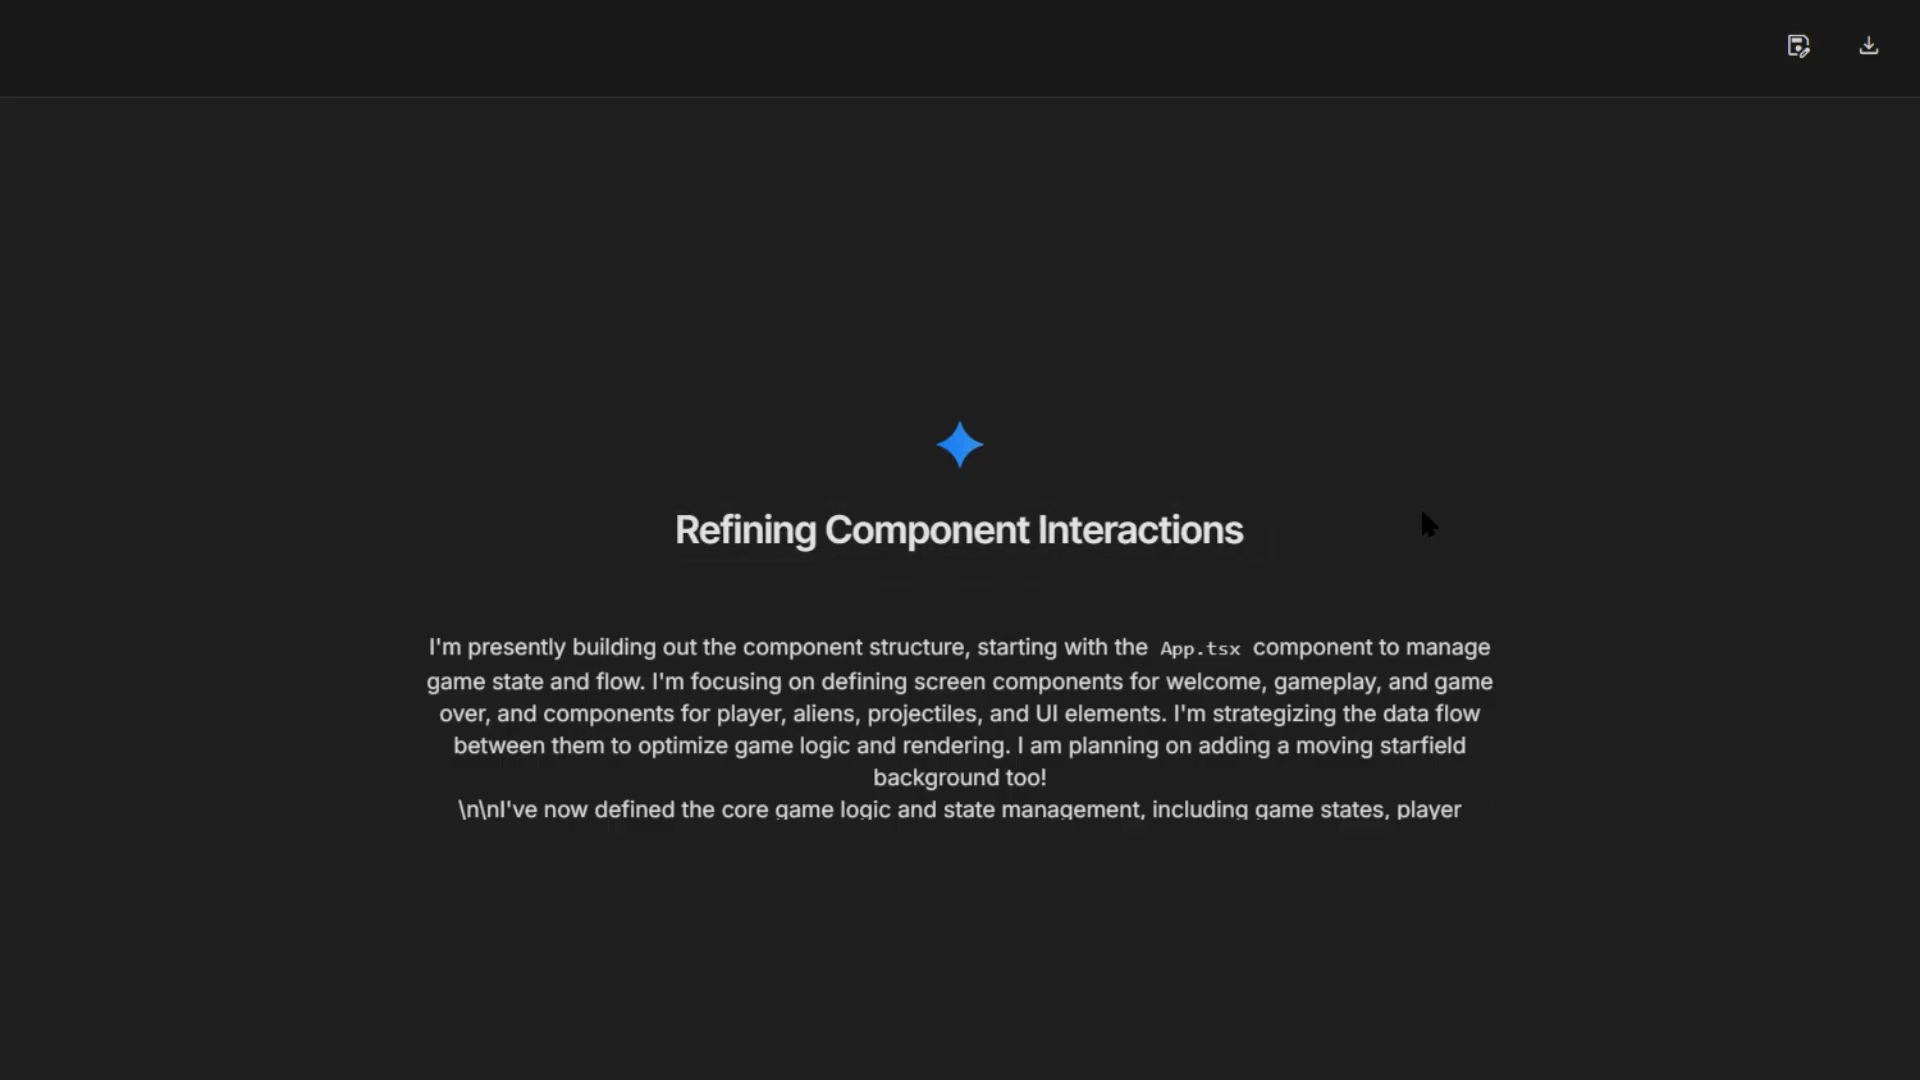 Refining Component Interactions
I'm presently building out the component structure, starting with the App.tsx component to manage
game state and flow. I'm focusing on defining screen components for welcome, gameplay, and game
over, and components for player, aliens, projectiles, and UI elements. I'm strategizing the data flow
between them to optimize game logic and rendering. I am planning on adding a moving starfield
background too!
\n\nI've now defined the core game logic and state management, including game states, player